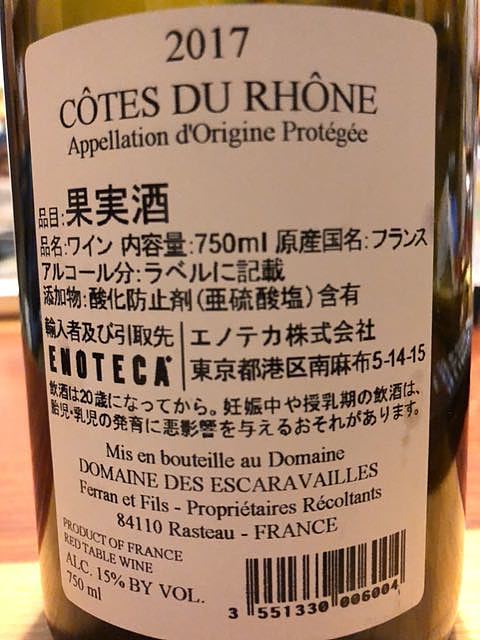 2017
CÔTES DU RHÔNE
Appellation d'Origine Protégée
品目:果実酒
品名:ワイン 内容量:750ml 原産国名:フランス
アルコール分:ラベルに記載
添加物:酸化防止剤(亜硫酸塩)含有
輸入者及び引取先
ENOTECA
エノテカ株式会社
東京都港区南麻布5-14-15
飲酒は20歳になってから。妊娠中や授乳期の飲酒は、
胎児・乳児の発育に悪影響を与えるおそれがあります。
Mis en bouteille au Domaine
DOMAINE DES ESCARAVAILLES
Ferran et Fils - Propriétaires Récoltants
84110 Rasteau - FRANCE
PRODUCT OF FRANCE
RED TABLE WINE
ALC. 15% BY VOL.
750 ml
3 551330 006004